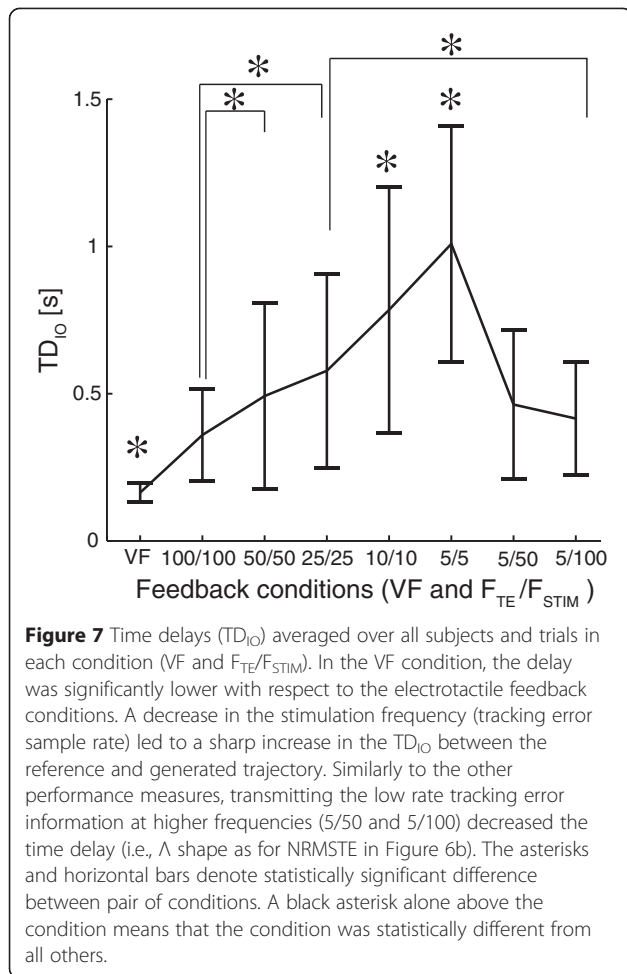 *
*
*
*
*
*
1.5
1
0.5
0
TD_IO [s]
VF 100/100 50/50 25/25 10/10 5/5 5/50 5/100
Feedback conditions (VF and F_TE/F_STIM )
Figure 7 Time delays (TD_IO) averaged over all subjects and trials in
each condition (VF and F_TE/F_STIM). In the VF condition, the delay
was significantly lower with respect to the electrotactile feedback
conditions. A decrease in the stimulation frequency (tracking error
sample rate) led to a sharp increase in the TD_IO between the
reference and generated trajectory. Similarly to the other
performance measures, transmitting the low rate tracking error
information at higher frequencies (5/50 and 5/100) decreased the
time delay (i.e., Λ shape as for NRMSTE in Figure 6b). The asterisks
and horizontal bars denote statistically significant difference
between pair of conditions. A black asterisk alone above the
condition means that the condition was statistically different from
all others.